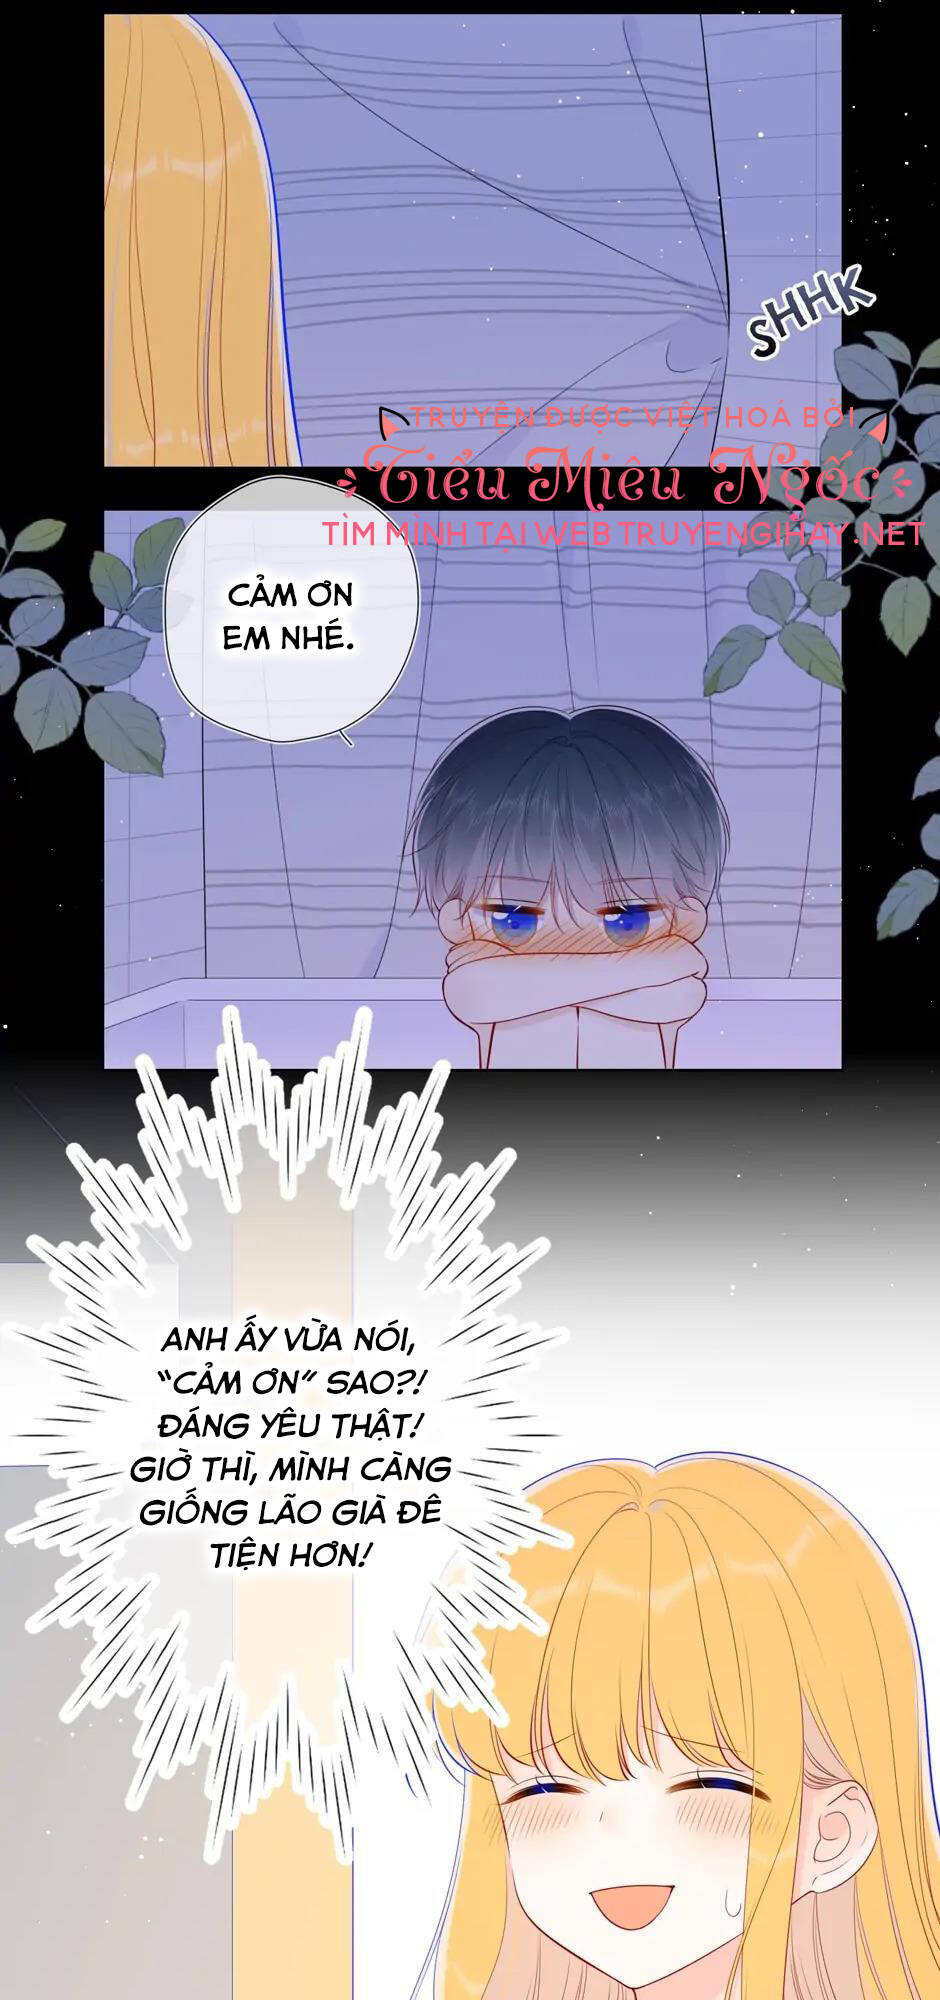 SHHK
TRUYỆN ĐƯỢC VIỆT HOÁ BỞI
Tiểu Miêu Ngốc
TÌM MÌNH TẠI WEB TRUYENGIHAY.NET
CẢM ƠN
EM NHÉ.
ANH ẤY VỪA NÓI,
“CẢM ƠN” SAO?!
ĐÁNG YÊU THẬT!
GIỜ THÌ, MÌNH CÀNG
GIỐNG LÃO GIÀ ĐÊ
TIỆN HƠN!